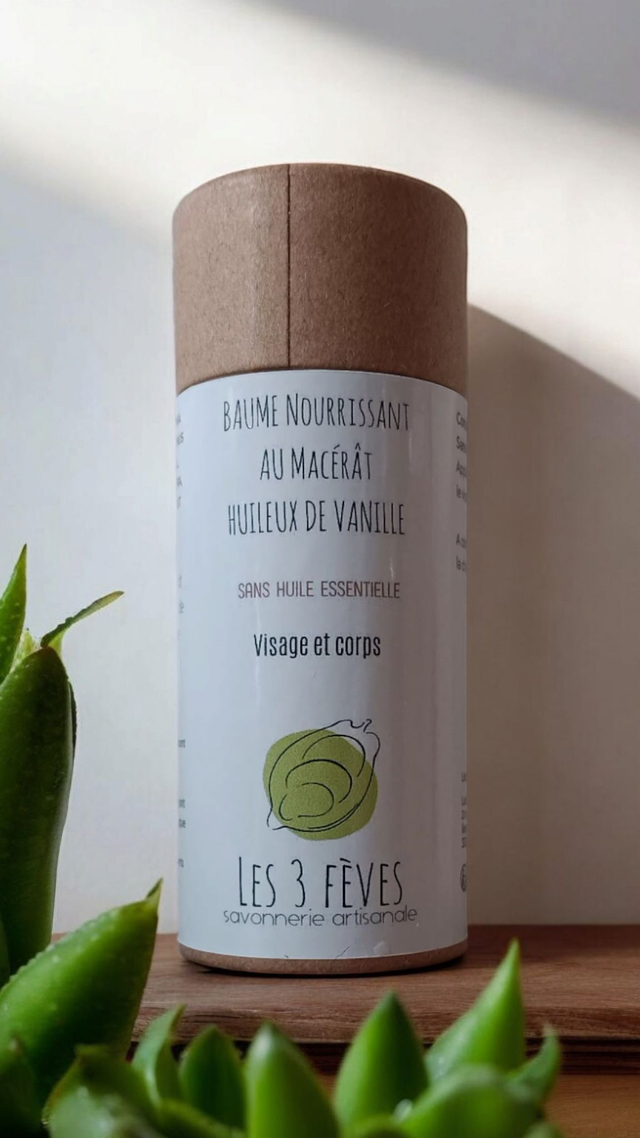 BAUME NOURRISSANT
AU MACÉRÂT
HUILEUX DE VANILLE
SANS HUILE ESSENTIELLE
Visage et corps
LES 3 FÈVES
savonnerie artisanale